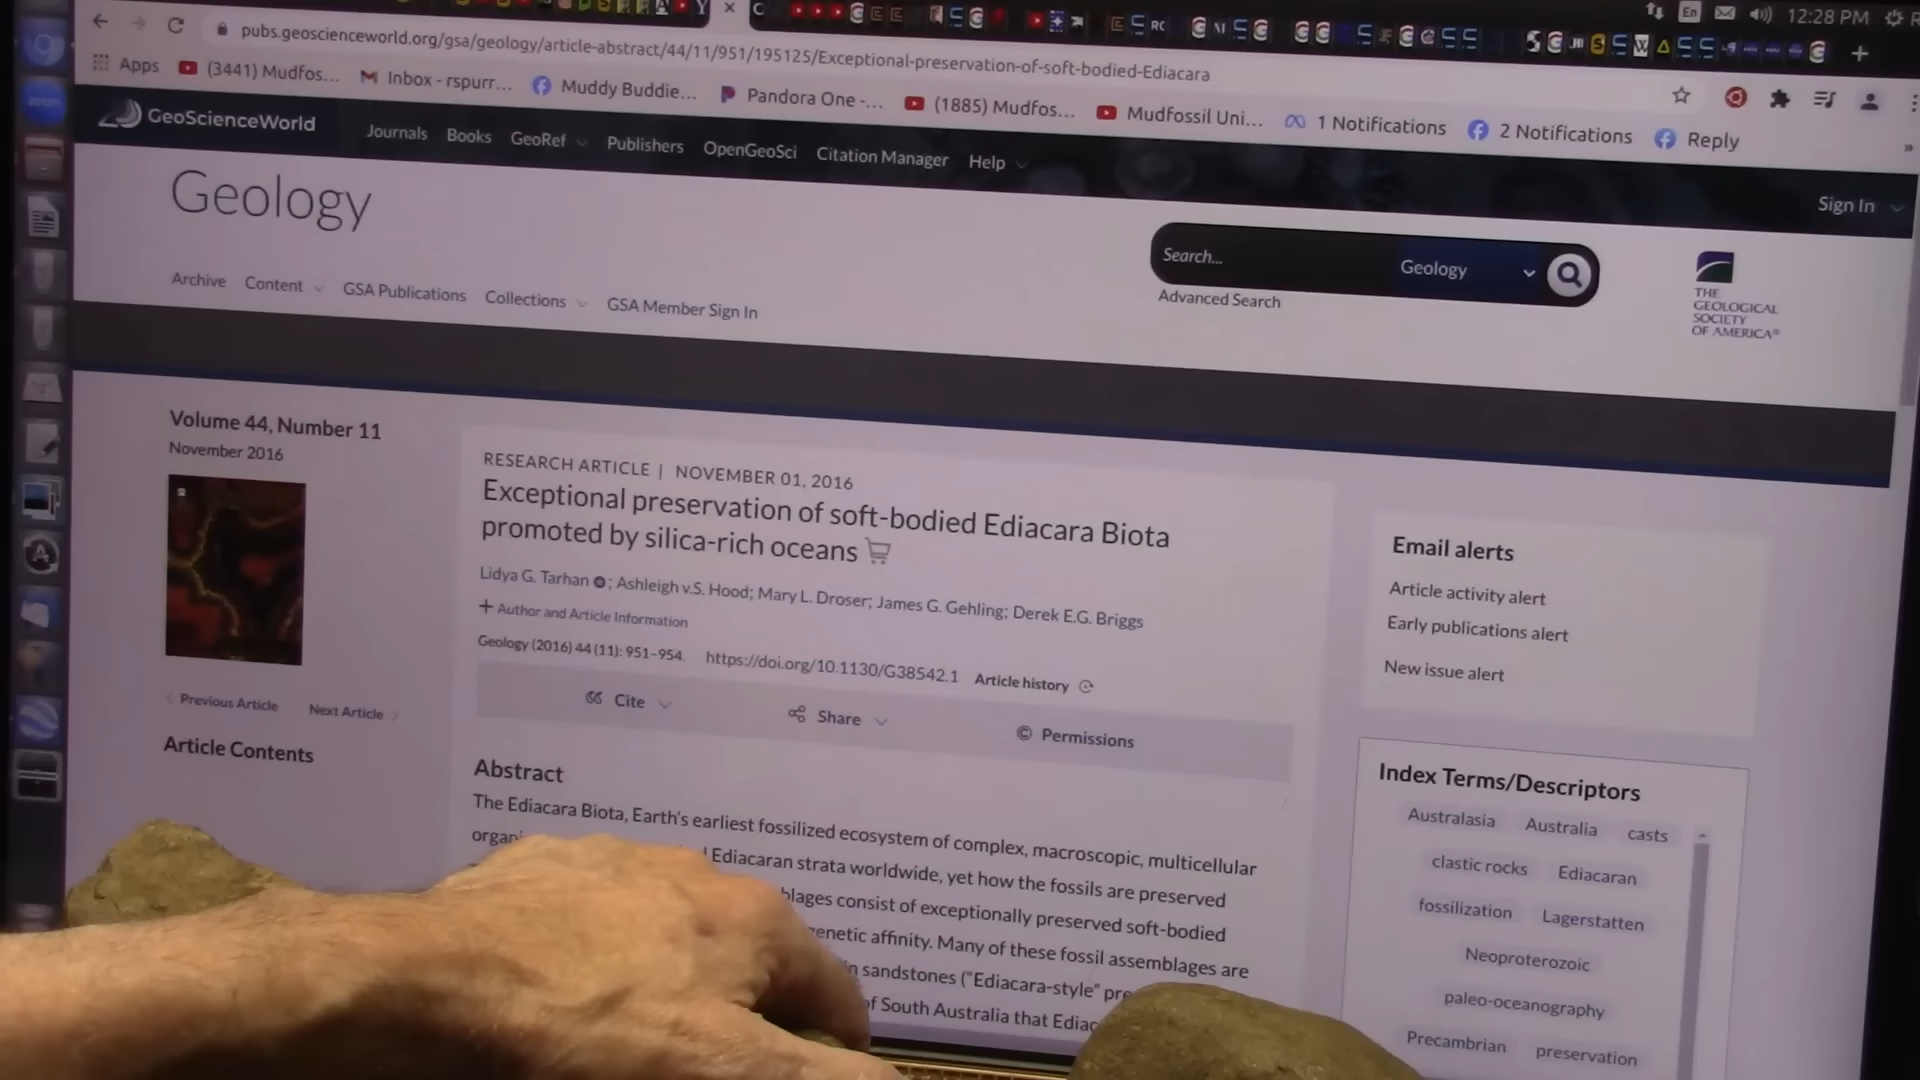 12:28 PM
En
pubs.geoscienceworld.org/gsa/geology/article-abstract/44/11/951/195125/Exceptional-preservation-of-soft-bodied-Ediacara
Apps (3441) Mudfos... Inbox - rspurr... Muddy Buddie... Pandora One -... (1885) Mudfos... Mudfossil Uni... 1 Notifications 2 Notifications Reply
GeoScienceWorld Journals Books GeoRef Publishers OpenGeoSci Citation Manager Help
Sign In
Geology
Search... Geology
Advanced Search
THE
GEOLOGICAL
SOCIETY
OF AMERICA®
Archive Content GSA Publications Collections GSA Member Sign In
Volume 44, Number 11
November 2016
Previous Article Next Article
Article Contents
RESEARCH ARTICLE | NOVEMBER 01, 2016
Exceptional preservation of soft-bodied Ediacara Biota
promoted by silica-rich oceans
Lidya G. Tarhan; Ashleigh v.S. Hood; Mary L. Droser; James G. Gehling; Derek E.G. Briggs
+ Author and Article Information
Geology (2016) 44 (11): 951–954. https://doi.org/10.1130/G38542.1 Article history
Cite Share © Permissions
Abstract
The Ediacara Biota, Earth's earliest fossilized ecosystem of complex, macroscopic, multicellular
Ediacaran strata worldwide, yet how the fossils are preserved
consist of exceptionally preserved soft-bodied
affinity. Many of these fossil assemblages are
sandstones ("Ediacara-style"
of South Australia that
Email alerts
Article activity alert
Early publications alert
New issue alert
Index Terms/Descriptors
Australasia Australia casts
clastic rocks Ediacaran
fossilization Lagerstatten
Neoproterozoic
paleo-oceanography
Precambrian preservation